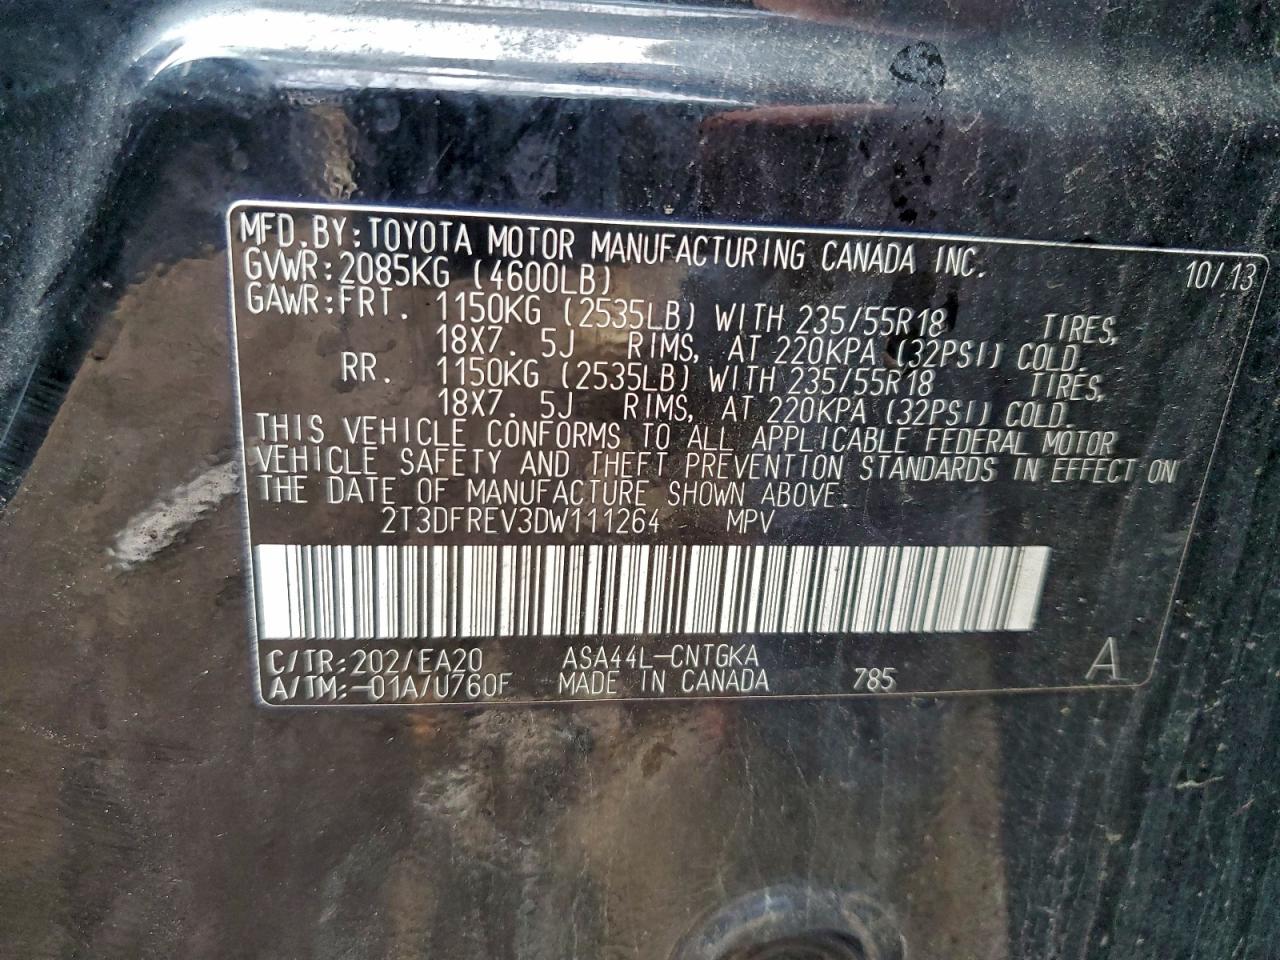 MFD.BY:TOYOTA MOTOR MANUFACTURING CANADA INC.
GVWR:2085KG (4600LB) 10/13
GAWR:FRT. 1150KG (2535LB) WITH 235/55R18 TIRES,
18X7. 5J RIMS, AT 220KPA (32PSI) COLD.
RR. 1150KG (2535LB) WITH 235/55R18 TIRES,
18X7. 5J RIMS, AT 220KPA (32PSI) COLD.
THIS VEHICLE CONFORMS TO ALL APPLICABLE FEDERAL MOTOR
VEHICLE SAFETY AND THEFT PREVENTION STANDARDS IN EFFECT ON
THE DATE OF MANUFACTURE SHOWN ABOVE.
2T3DFREV3DW111264 MPV
C/TR:202/EA20 ASA44L-CNTGKA A
A/TM:-01A/U760F MADE IN CANADA 785